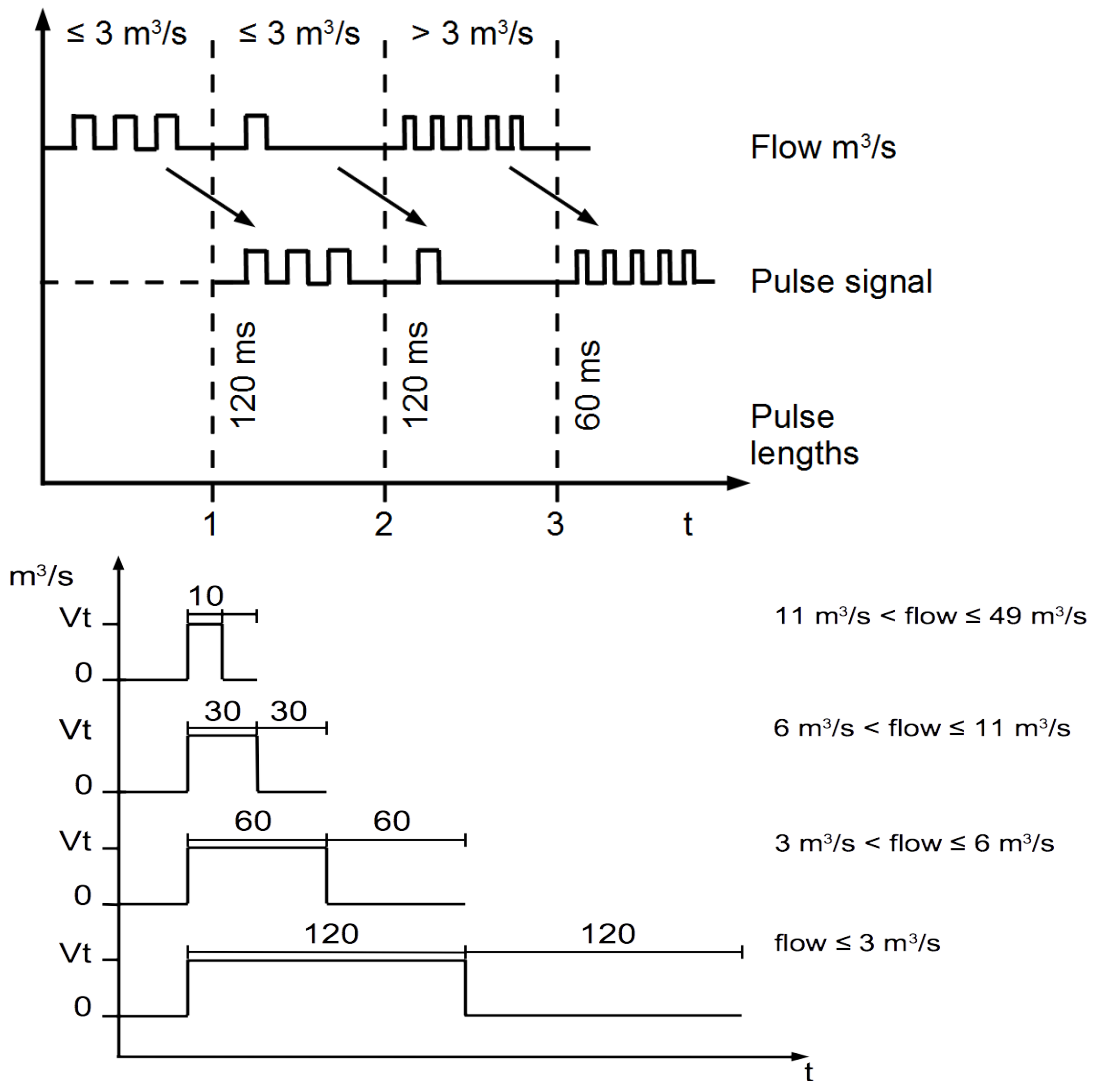 ≤ 3 m³/s ≤ 3 m³/s > 3 m³/s
Flow m³/s
Pulse signal
120 ms 120 ms 60 ms
Pulse
lengths
1 2 3 t
m³/s
10
Vt
11 m³/s < flow ≤ 49 m³/s
0
30 30
Vt
6 m³/s < flow ≤ 11 m³/s
0
60 60
Vt
3 m³/s < flow ≤ 6 m³/s
0
120 120
Vt
flow ≤ 3 m³/s
0
t